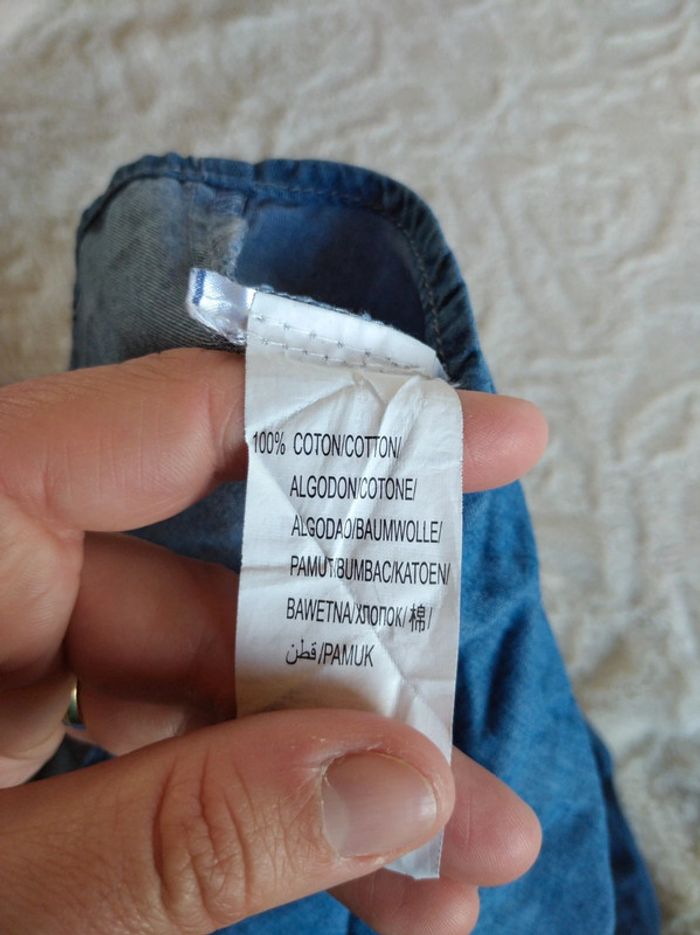 100% COTON/COTTON/
ALGODON/COTONE/
ALGODAO/BAUMWOLLE/
PAMUT/BUMBAC/KATOEN/
BAWETNA/ХЛОПОК/棉/
قطن/PAMUK